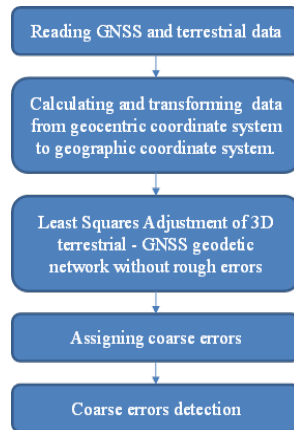 Reading GNSS and terrestrial data
Calculating and transforming data
from geocentric coordinate system
to geographic coordinate system.
Least Squares Adjustment of 3D
terrestrial - GNSS geodetic
network without rough errors
Assigning coarse errors
Coarse errors detection